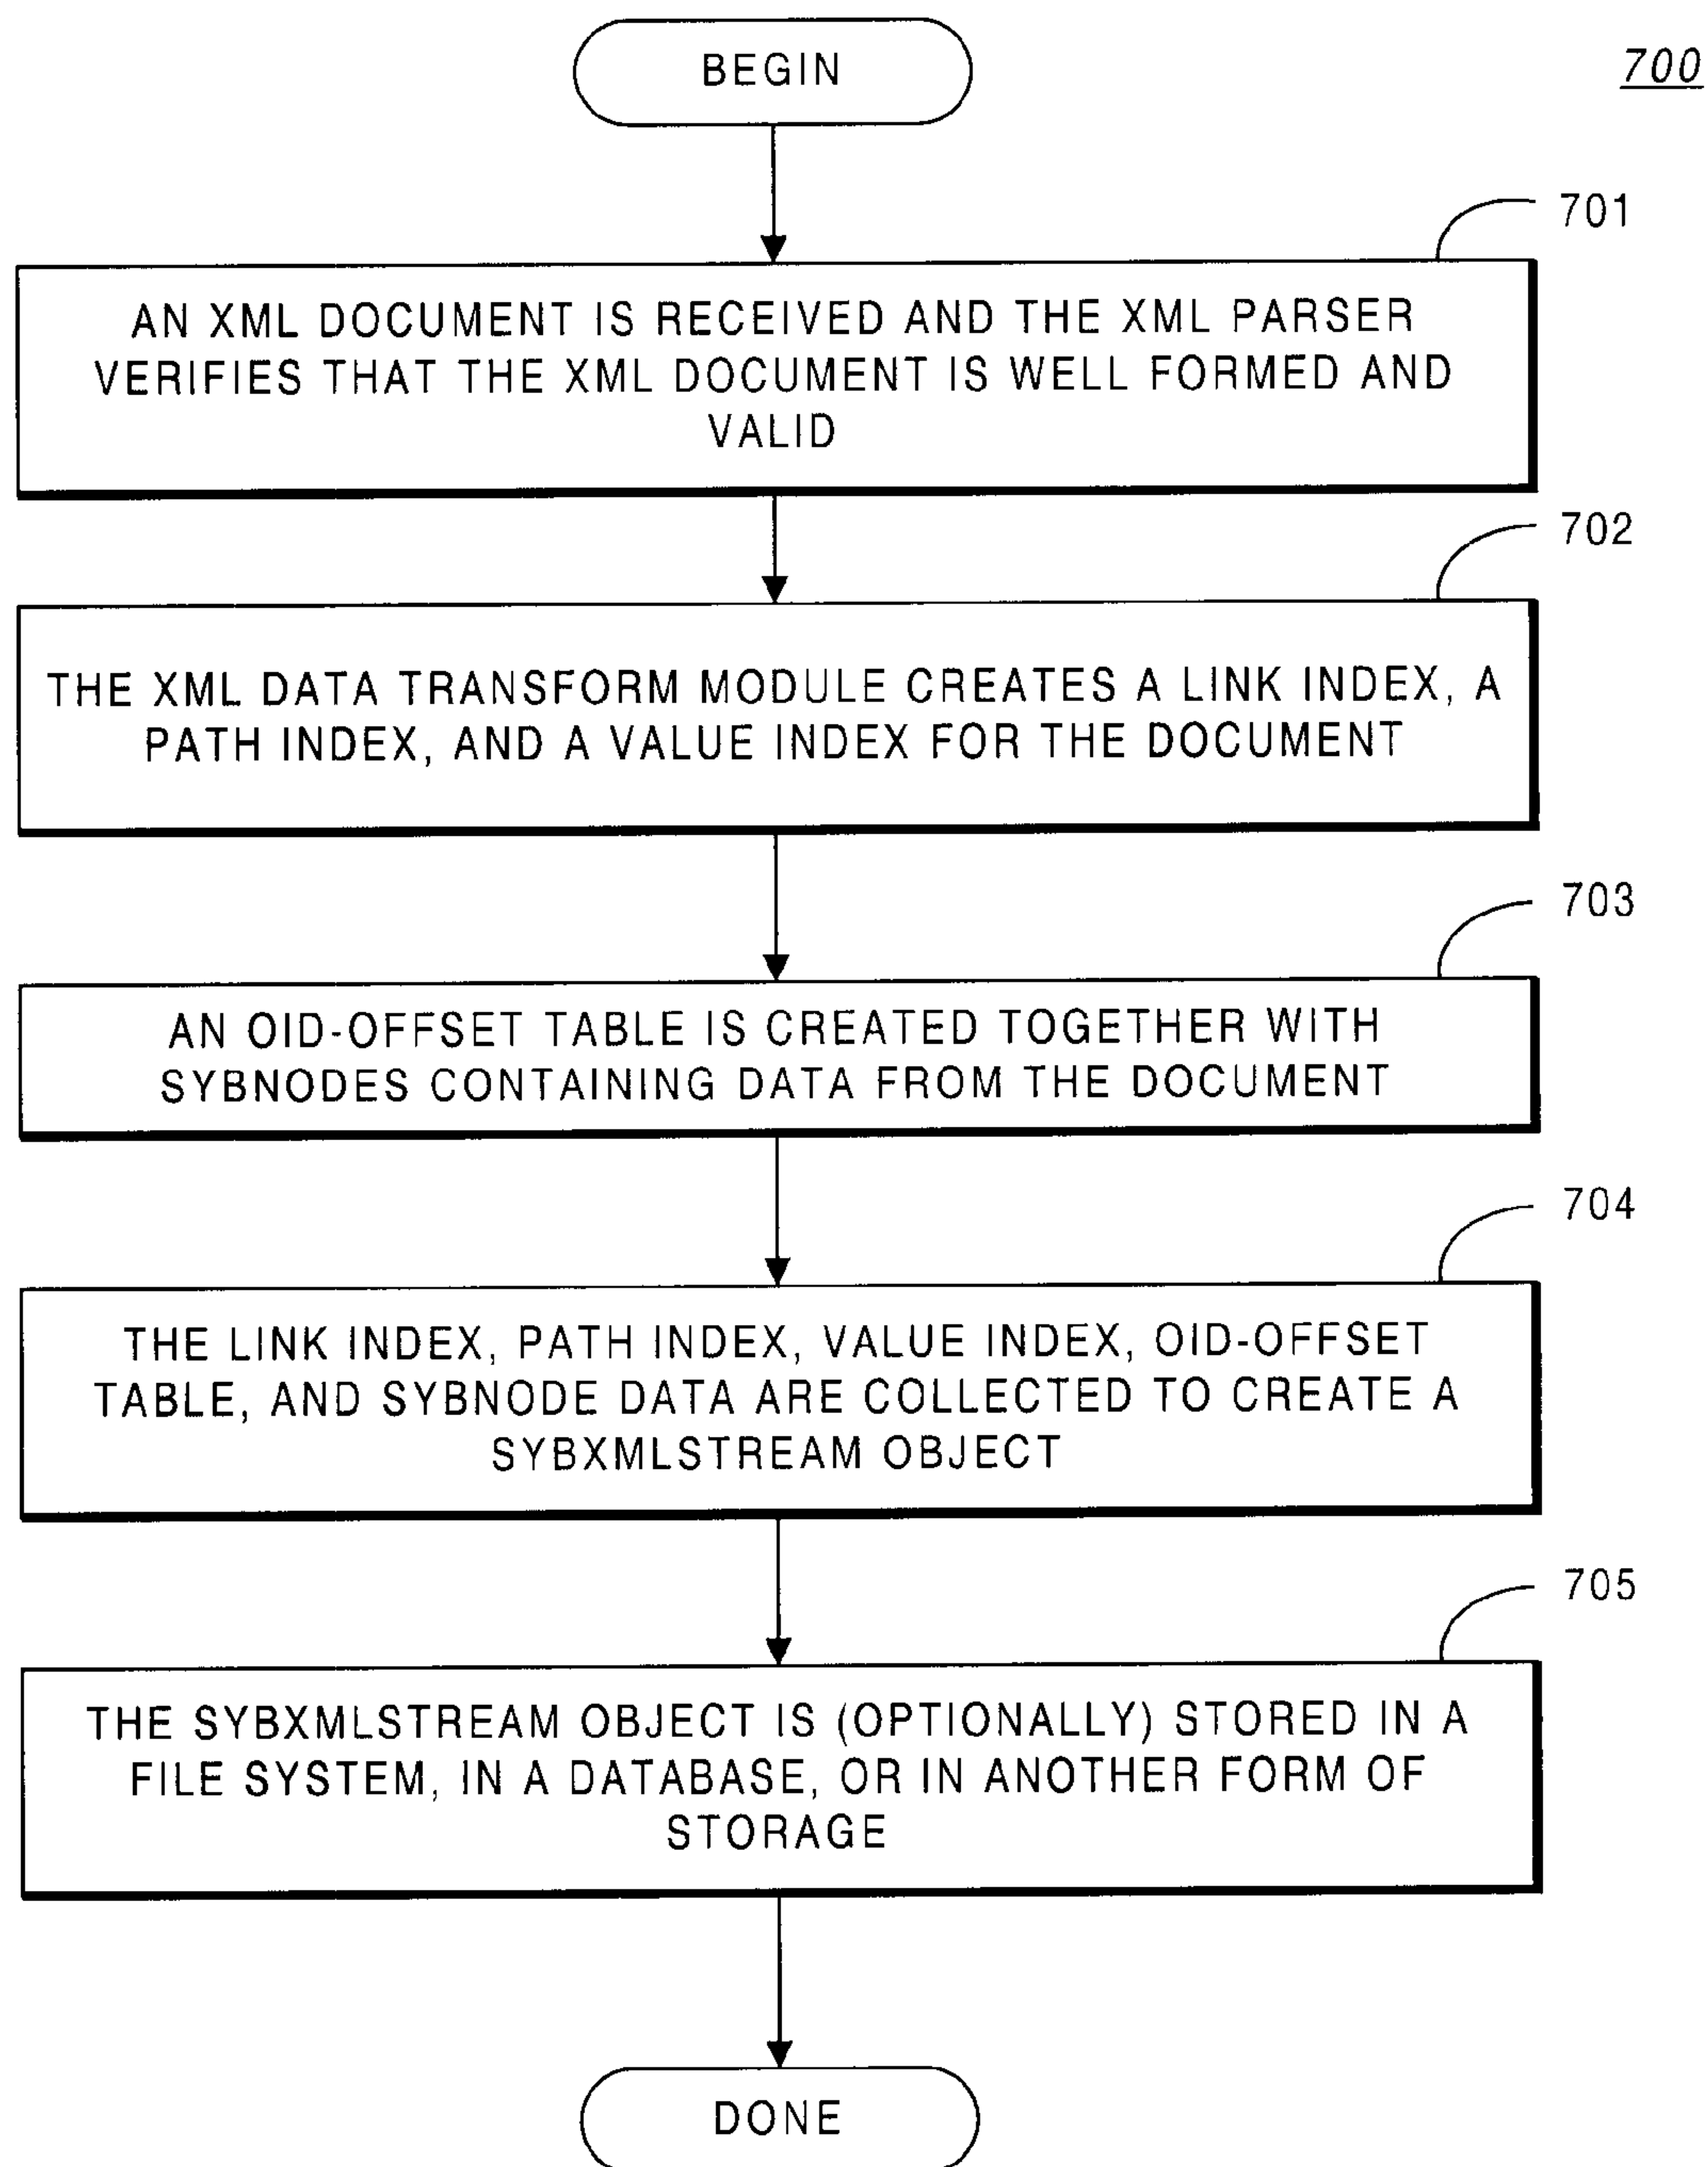 BEGIN
700
701
AN XML DOCUMENT IS RECEIVED AND THE XML PARSER
VERIFIES THAT THE XML DOCUMENT IS WELL FORMED AND
VALID
702
THE XML DATA TRANSFORM MODULE CREATES A LINK INDEX, A
PATH INDEX, AND A VALUE INDEX FOR THE DOCUMENT
703
AN OID-OFFSET TABLE IS CREATED TOGETHER WITH
SYBNODES CONTAINING DATA FROM THE DOCUMENT
704
THE LINK INDEX, PATH INDEX, VALUE INDEX, OID-OFFSET
TABLE, AND SYBNODE DATA ARE COLLECTED TO CREATE A
SYBXMLSTREAM OBJECT
705
THE SYBXMLSTREAM OBJECT IS (OPTIONALLY) STORED IN A
FILE SYSTEM, IN A DATABASE, OR IN ANOTHER FORM OF
STORAGE
DONE